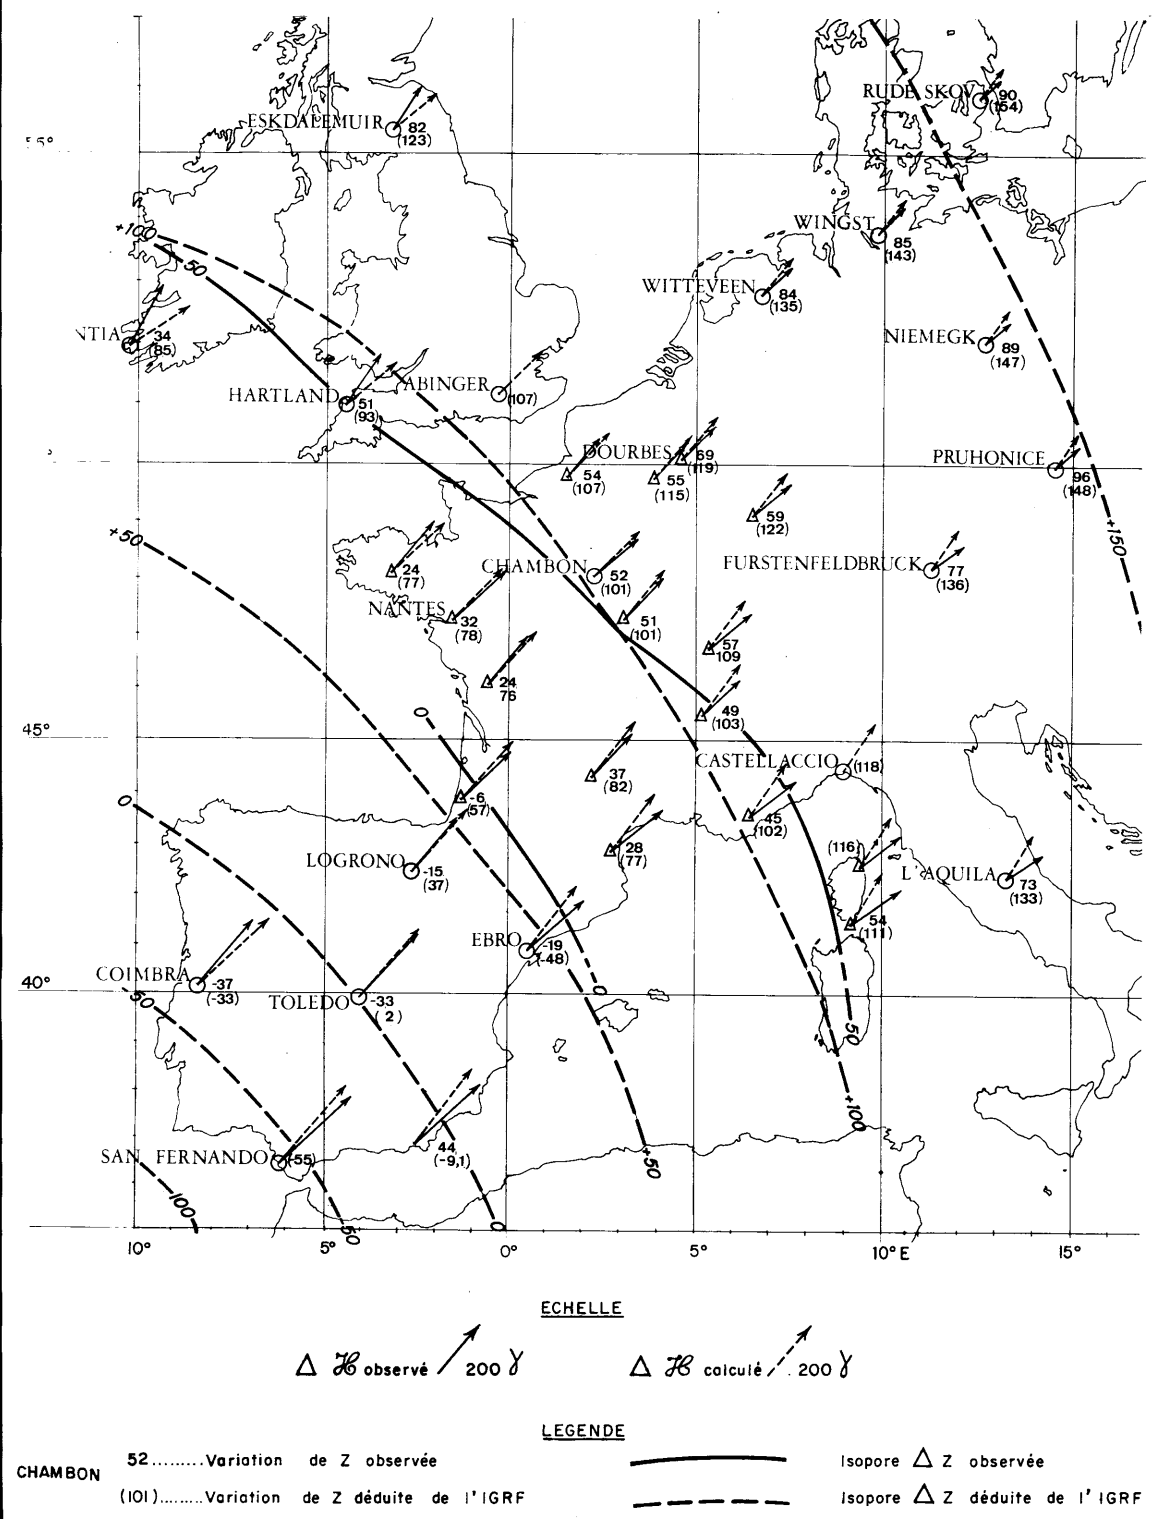 RUDE SKOV
90
(154)
ESKDALEMUIR
82
(123)
+100
50
WINGST
85
(143)
WITTEVEEN
84
(135)
NTIA
34
(85)
NIEMEGK
89
(147)
HARTLAND
51
(93)
ABINGER
(107)
DOURBES
69
(119)
54
(107)
55
(115)
PRUHONICE
96
(148)
59
(122)
+150
+50
CHAMBON
52
(101)
FURSTENFELDBRUCK
77
(136)
24
(77)
NANTES
32
(78)
51
(101)
57
109
24
76
0
49
(103)
45°
CASTELLACCIO
(118)
37
(82)
0
-6
(57)
45
(102)
28
(77)
(116)
LOGRONO
-15
(37)
L'AQUILA
73
(133)
54
(111)
EBRO
-19
(-48)
COIMBRA
-37
(-33)
40°
TOLEDO
-33
( 2 )
0
-50
50
+100
44
(-9,1)
SAN FERNANDO
(-55)
+50
100
50
0
10°
5°
0°
5°
10° E
15°
ECHELLE
△ H observé 200 γ
△ H calculé 200 γ
LEGENDE
CHAMBON
52.........Variation de Z observée
Isopore △ Z observée
(101).........Variation de Z déduite de l'IGRF
Isopore △ Z déduite de l'IGRF